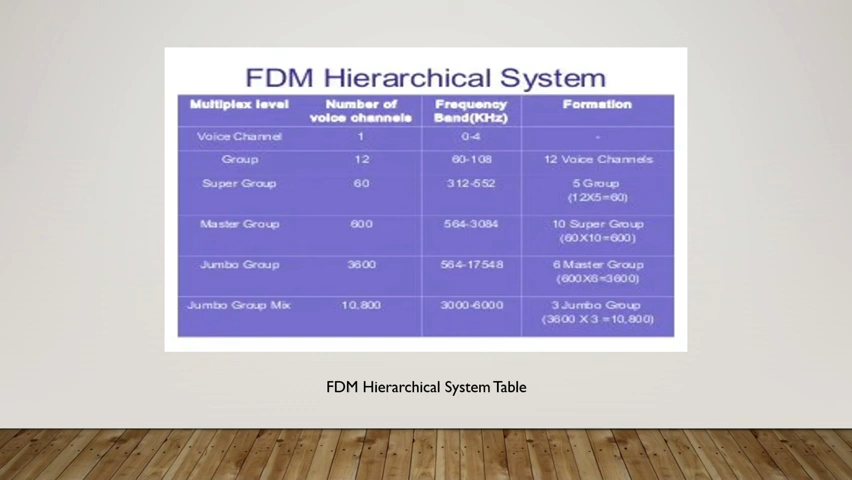 FDM Hierarchical System
Multiplex level Number of voice channels Frequency Band(KHz) Formation
Voice Channel 1 0-4 -
Group 12 60-108 12 Voice Channels
Super Group 60 312-552 5 Group
(12X5=60)
Master Group 600 564-3084 10 Super Group
(60X10=600)
Jumbo Group 3600 564-17548 6 Master Group
(600X6=3600)
Jumbo Group Mix 10,800 3000-6000 3 Jumbo Group
(3600 X 3 =10,800)
FDM Hierarchical System Table